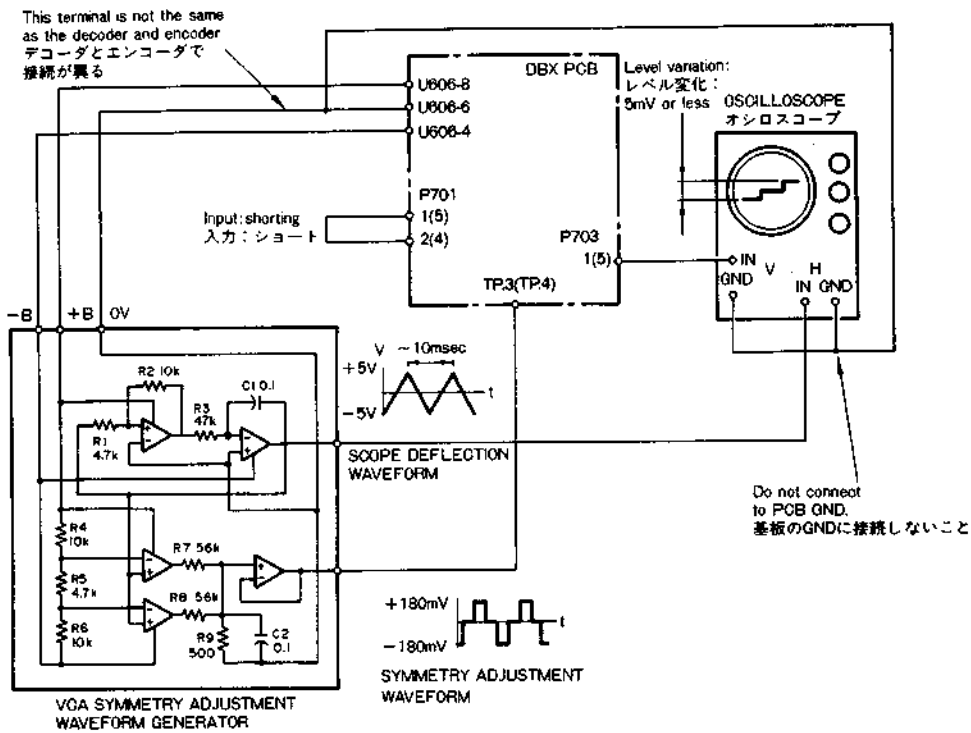 This terminal is not the same
as the decoder and encoder
デコーダとエンコーダで
接続が異る
DBX PCB
U606-8
U606-6
U606-4
P701
1(5)
2(4)
Input:shorting
入力：ショート
P703
1(5)
TP.3(TP.4)
Level variation:
レベル変化：
5mV or less
OSCILLOSCOPE
オシロスコープ
IN
GND
V
H
IN GND
-B
+B
0V
R2 10k
C1 0.1
R3
47k
R1
4.7k
R4
10k
R5
4.7k
R6
10k
R7 56k
R8 56k
R9
500
C2
0.1
V
~10msec
+5V
-5V
t
SCOPE DEFLECTION
WAVEFORM
Do not connect
to PCB GND.
基板のGNDに接続しないこと
+180mV
-180mV
t
SYMMETRY ADJUSTMENT
WAVEFORM
VCA SYMMETRY ADJUSTMENT
WAVEFORM GENERATOR